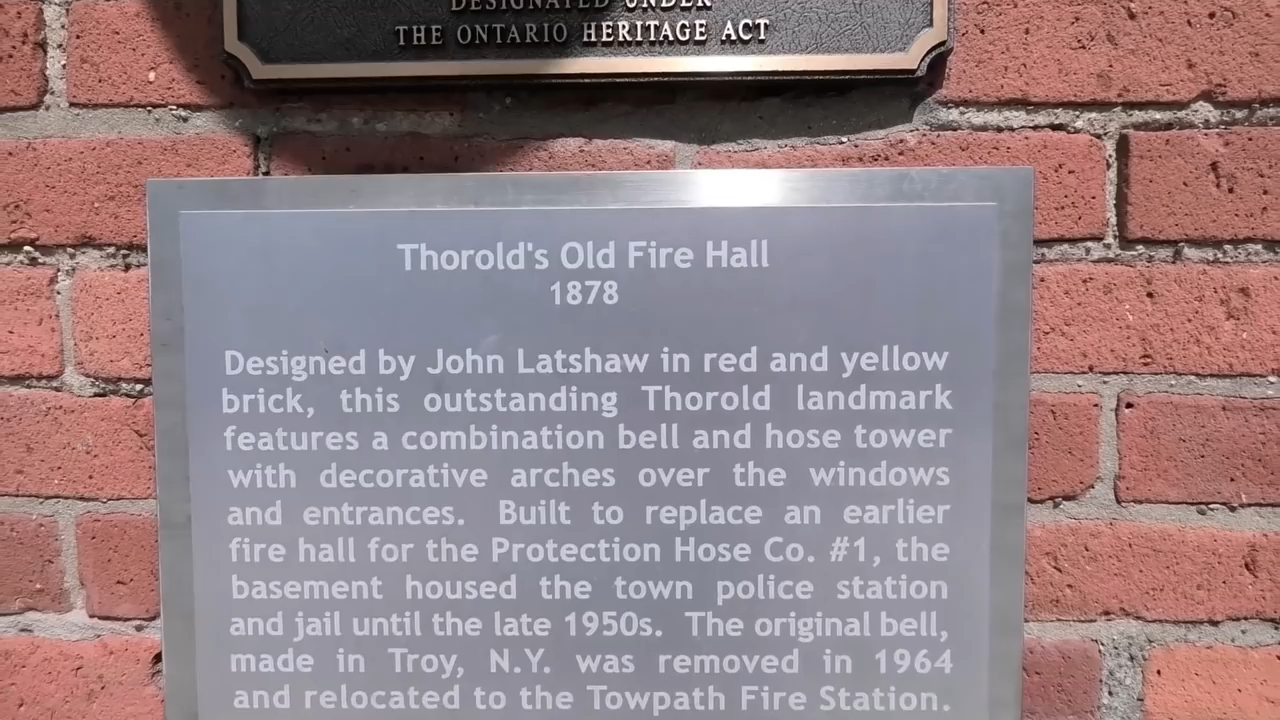 DESIGNATED UNDER
THE ONTARIO HERITAGE ACT
Thorold's Old Fire Hall
1878
Designed by John Latshaw in red and yellow
brick, this outstanding Thorold landmark
features a combination bell and hose tower
with decorative arches over the windows
and entrances. Built to replace an earlier
fire hall for the Protection Hose Co. #1, the
basement housed the town police station
and jail until the late 1950s. The original bell,
made in Troy, N.Y. was removed in 1964
and relocated to the Towpath Fire Station.